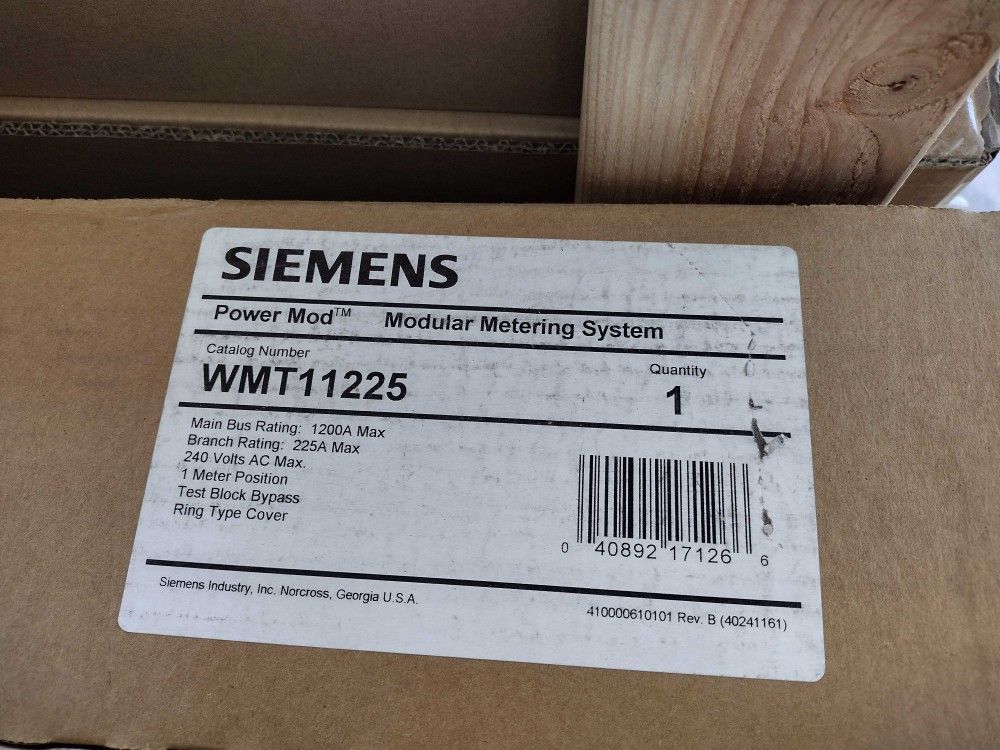 SIEMENS
Power Mod™ Modular Metering System
Catalog Number
WMT11225
Quantity
1
Main Bus Rating: 1200A Max
Branch Rating: 225A Max
240 Volts AC Max.
1 Meter Position
Test Block Bypass
Ring Type Cover
0 40892 17126 6
Siemens Industry, Inc. Norcross, Georgia U.S.A.
410000610101 Rev. B (40241161)